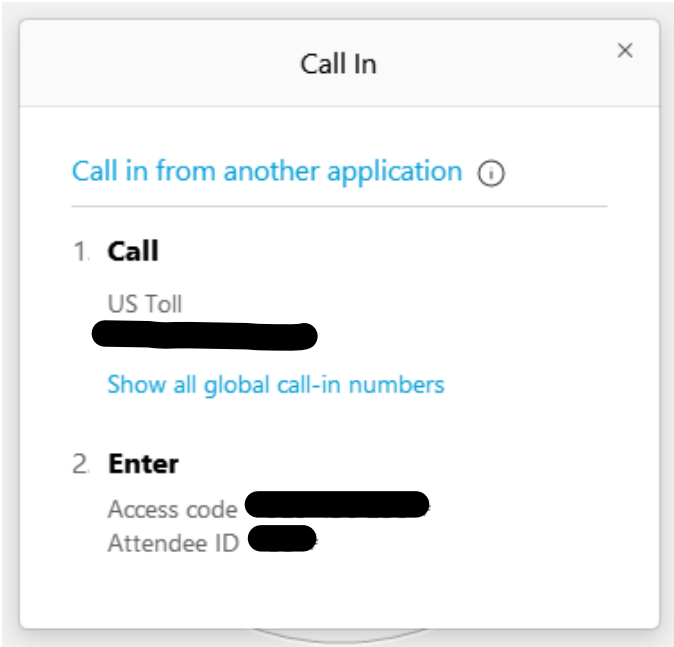 Call In
Call in from another application
1. Call
US Toll
Show all global call-in numbers
2. Enter
Access code
Attendee ID